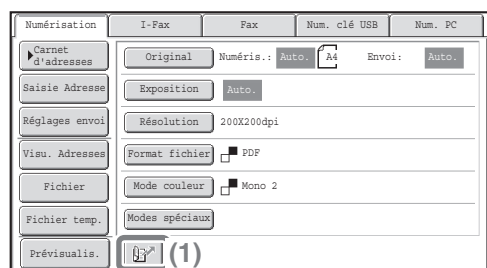 Numérisation I-Fax Fax Num. clé USB Num. PC
Carnet d'adresses
Original Numéris.: Auto. A4 Envoi: Auto.
Saisie Adresse
Exposition Auto.
Réglages envoi
Résolution 200X200dpi
Visu. Adresses
Format fichier PDF
Fichier
Mode couleur Mono 2
Fichier temp.
Modes spéciaux
Prévisualis.
(1)